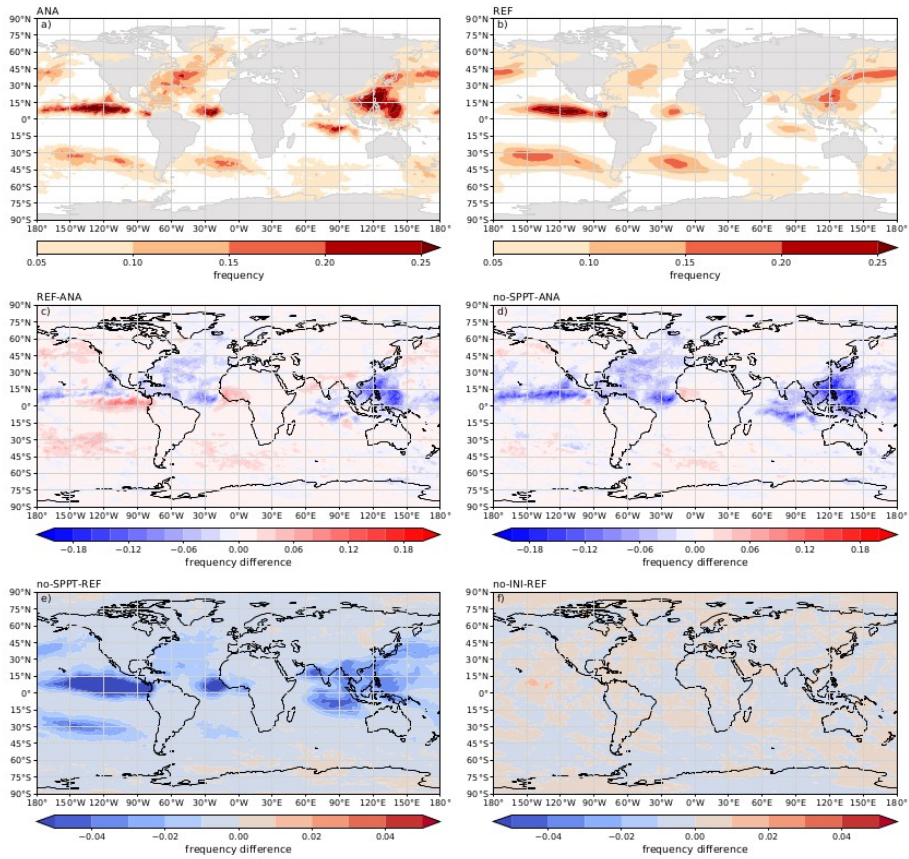 ANA
a)
90°N
75°N
60°N
45°N
30°N
15°N
0°
15°S
30°S
45°S
60°S
75°S
90°S
180° 150°W 120°W 90°W 60°W 30°W 0°E 30°E 60°E 90°E 120°E 150°E 180°
0.05 0.10 0.15 0.20 0.25
frequency
REF
b)
90°N
75°N
60°N
45°N
30°N
15°N
0°
15°S
30°S
45°S
60°S
75°S
90°S
180° 150°W 120°W 90°W 60°W 30°W 0°E 30°E 60°E 90°E 120°E 150°E 180°
0.05 0.10 0.15 0.20 0.25
frequency
REF-ANA
c)
90°N
75°N
60°N
45°N
30°N
15°N
0°
15°S
30°S
45°S
60°S
75°S
90°S
180° 150°W 120°W 90°W 60°W 30°W 0°E 30°E 60°E 90°E 120°E 150°E 180°
−0.18 −0.12 −0.06 0.00 0.06 0.12 0.18
frequency difference
no-SPPT-ANA
d)
90°N
75°N
60°N
45°N
30°N
15°N
0°
15°S
30°S
45°S
60°S
75°S
90°S
180° 150°W 120°W 90°W 60°W 30°W 0°E 30°E 60°E 90°E 120°E 150°E 180°
−0.18 −0.12 −0.06 0.00 0.06 0.12 0.18
frequency difference
no-SPPT-REF
e)
90°N
75°N
60°N
45°N
30°N
15°N
0°
15°S
30°S
45°S
60°S
75°S
90°S
180° 150°W 120°W 90°W 60°W 30°W 0°E 30°E 60°E 90°E 120°E 150°E 180°
−0.04 −0.02 0.00 0.02 0.04
frequency difference
no-INI-REF
f)
90°N
75°N
60°N
45°N
30°N
15°N
0°
15°S
30°S
45°S
60°S
75°S
90°S
180° 150°W 120°W 90°W 60°W 30°W 0°E 30°E 60°E 90°E 120°E 150°E 180°
−0.04 −0.02 0.00 0.02 0.04
frequency difference